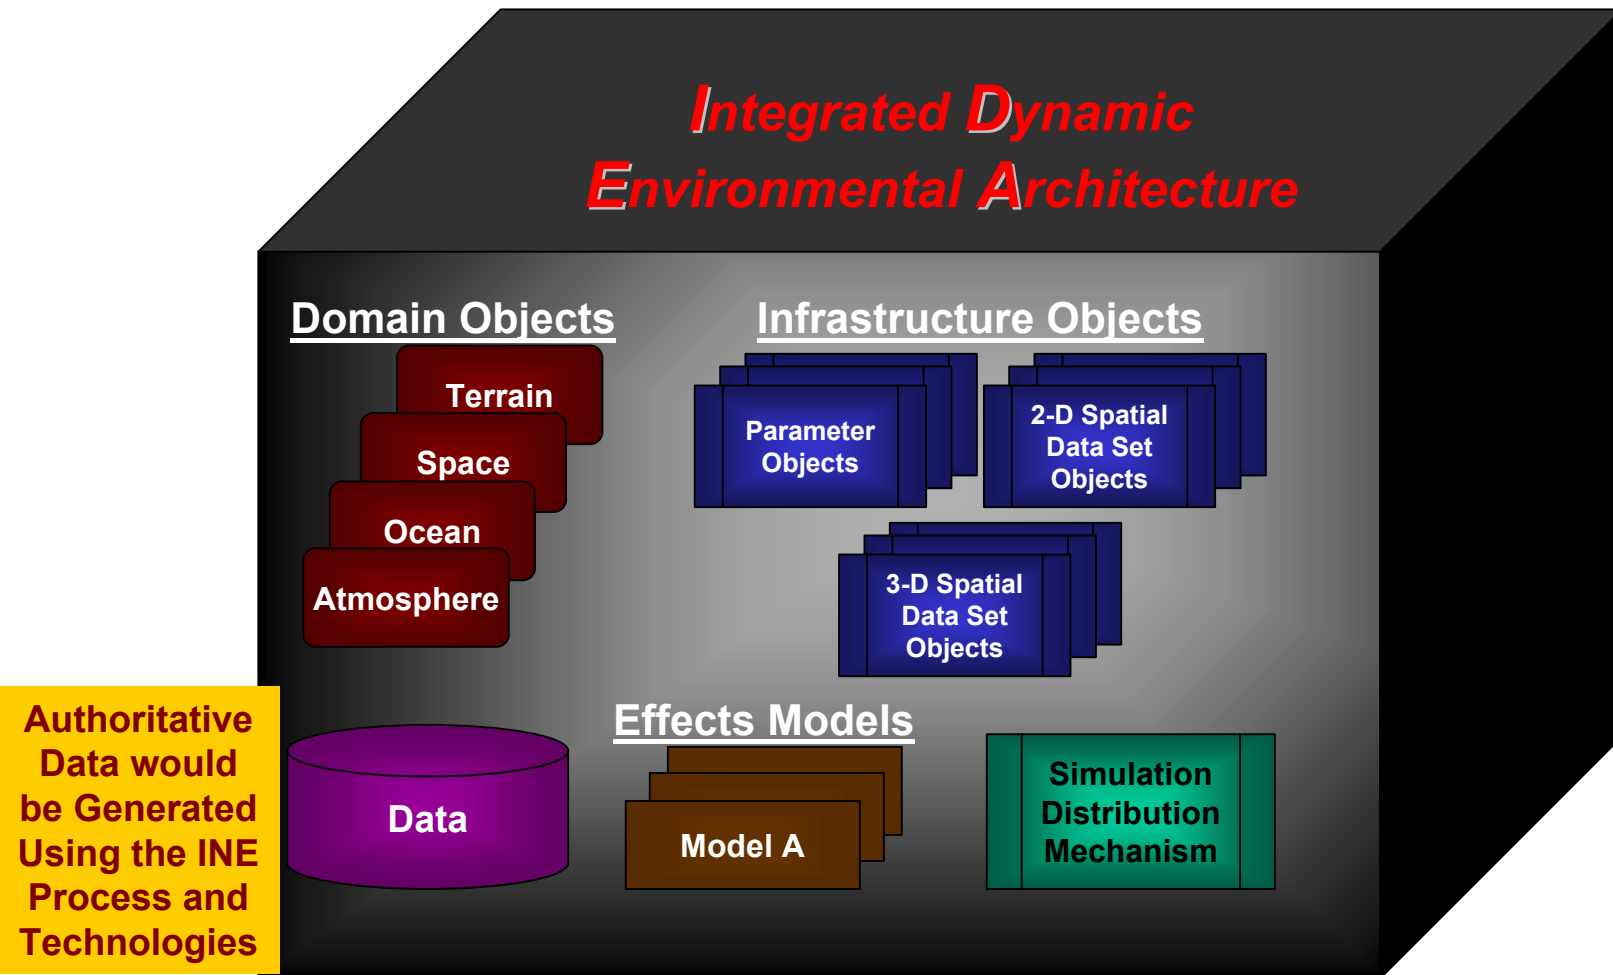 Integrated Dynamic
Environmental Architecture
Domain Objects
Infrastructure Objects
Terrain
Space
Ocean
Atmosphere
Parameter
Objects
2-D Spatial
Data Set
Objects
3-D Spatial
Data Set
Objects
Authoritative
Data would
be Generated
Using the INE
Process and
Technologies
Data
Effects Models
Model A
Simulation
Distribution
Mechanism